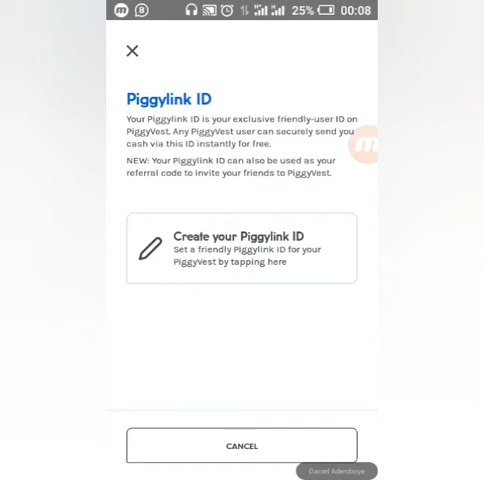 25% 00:08
Piggylink ID
Your Piggylink ID is your exclusive friendly-user ID on
PiggyVest. Any PiggyVest user can securely send you
cash via this ID instantly for free.
NEW: Your Piggylink ID can also be used as your
referral code to invite your friends to PiggyVest.
Create your Piggylink ID
Set a friendly Piggylink ID for your
PiggyVest by tapping here
CANCEL
Daniel Aderiboye